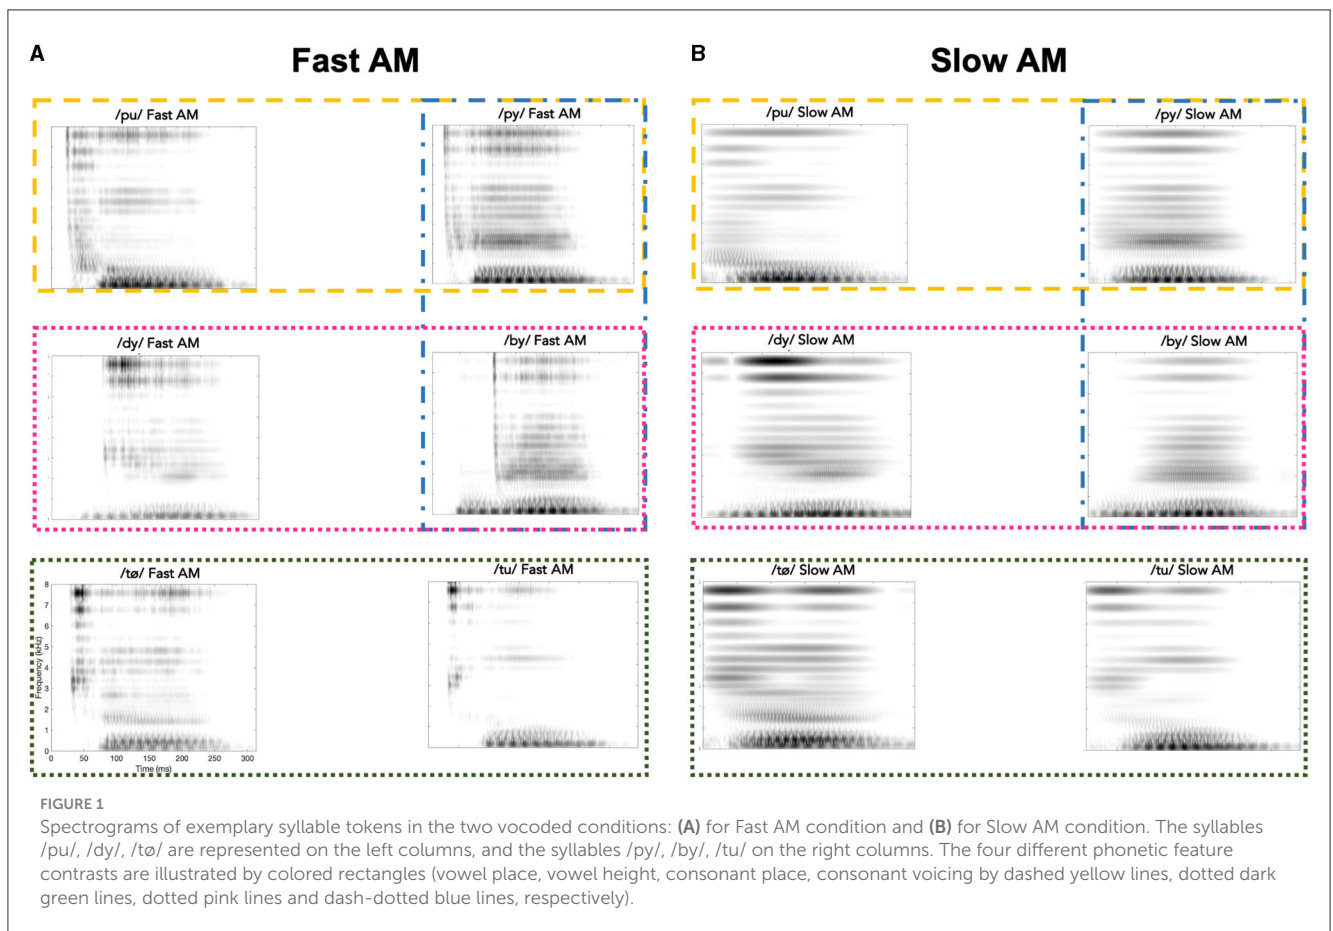 A
Fast AM
B
Slow AM
/pu/ Fast AM
/py/ Fast AM
/pu/ Slow AM
/py/ Slow AM
/dy/ Fast AM
/by/ Fast AM
/dy/ Slow AM
/by/ Slow AM
/tø/ Fast AM
/tu/ Fast AM
/tø/ Slow AM
/tu/ Slow AM
8
7
6
5
4
3
2
1
0
Frequency (kHz)
0 50 100 150 200 250 300
Time (ms)
FIGURE 1
Spectrograms of exemplary syllable tokens in the two vocoded conditions: (A) for Fast AM condition and (B) for Slow AM condition. The syllables
/pu/, /dy/, /tø/ are represented on the left columns, and the syllables /py/, /by/, /tu/ on the right columns. The four different phonetic feature
contrasts are illustrated by colored rectangles (vowel place, vowel height, consonant place, consonant voicing by dashed yellow lines, dotted dark
green lines, dotted pink lines and dash-dotted blue lines, respectively).